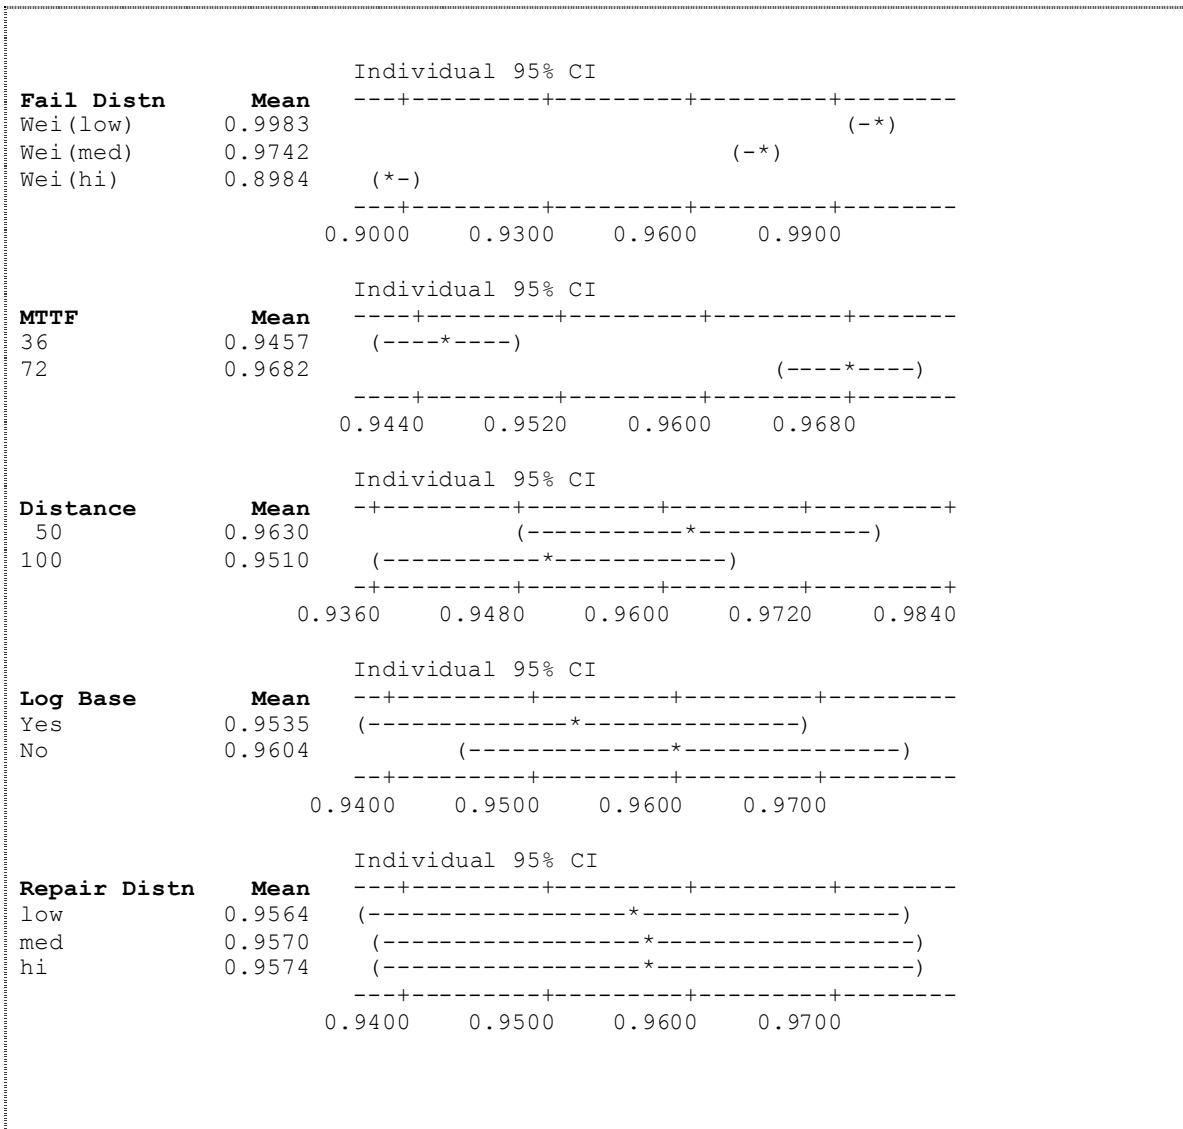 Individual 95% CI
Fail Distn Mean ---+---------+---------+---------+--------
Wei(low) 0.9983 (-*)
Wei(med) 0.9742 (-*)
Wei(hi) 0.8984 (*-)
---+---------+---------+---------+--------
0.9000 0.9300 0.9600 0.9900
Individual 95% CI
MTTF Mean ----+---------+---------+---------+-------
36 0.9457 (----*----)
72 0.9682 (----*----)
----+---------+---------+---------+-------
0.9440 0.9520 0.9600 0.9680
Individual 95% CI
Distance Mean -+---------+---------+---------+---------+
50 0.9630 (-----------*------------)
100 0.9510 (-----------*------------)
-+---------+---------+---------+---------+
0.9360 0.9480 0.9600 0.9720 0.9840
Individual 95% CI
Log Base Mean --+---------+---------+---------+---------
Yes 0.9535 (--------------*---------------)
No 0.9604 (--------------*---------------)
--+---------+---------+---------+---------
0.9400 0.9500 0.9600 0.9700
Individual 95% CI
Repair Distn Mean ---+---------+---------+---------+--------
low 0.9564 (------------------*------------------)
med 0.9570 (------------------*------------------)
hi 0.9574 (------------------*------------------)
---+---------+---------+---------+--------
0.9400 0.9500 0.9600 0.9700